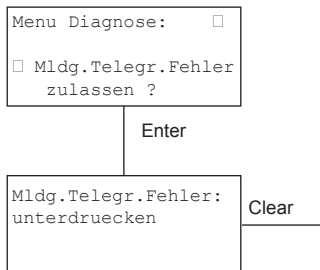 Menu Diagnose: □
□ Mldg.Telegr.Fehler
zulassen ?
Enter
Mldg.Telegr.Fehler:
unterdruecken
Clear